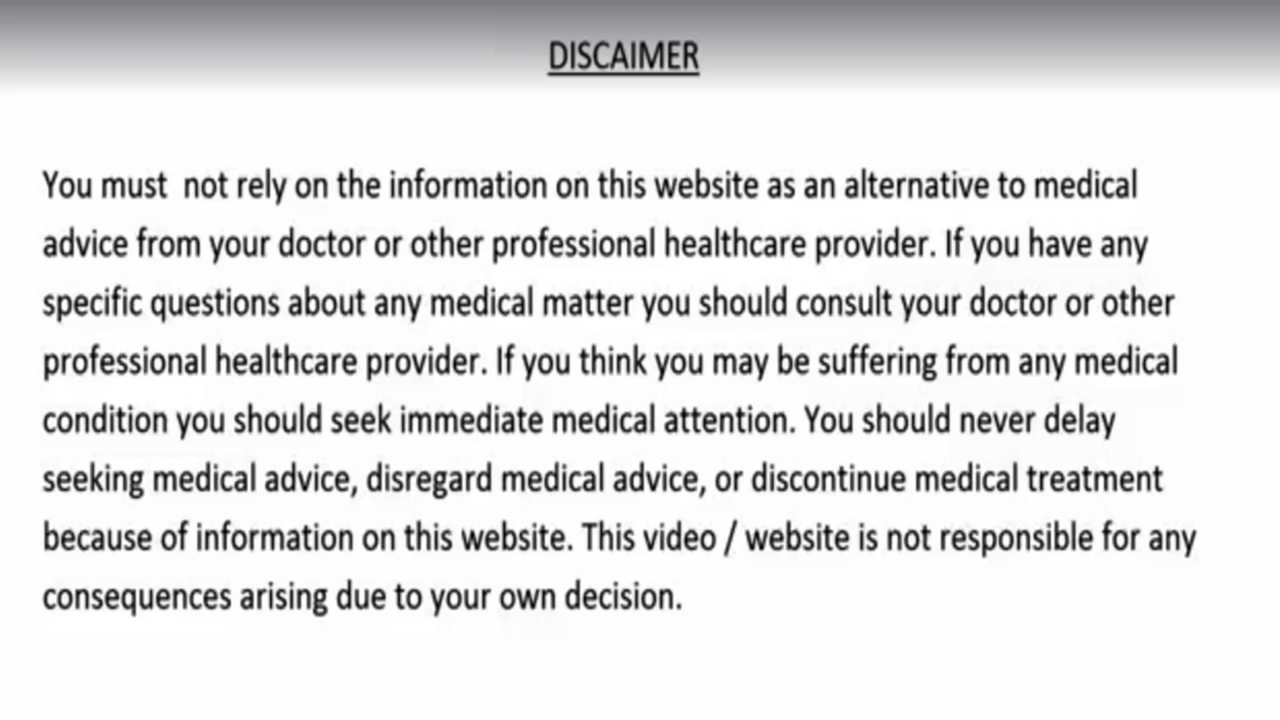 DISCAIMER
You must  not rely on the information on this website as an alternative to medical
advice from your doctor or other professional healthcare provider. If you have any
specific questions about any medical matter you should consult your doctor or other
professional healthcare provider. If you think you may be suffering from any medical
condition you should seek immediate medical attention. You should never delay
seeking medical advice, disregard medical advice, or discontinue medical treatment
because of information on this website. This video / website is not responsible for any
consequences arising due to your own decision.